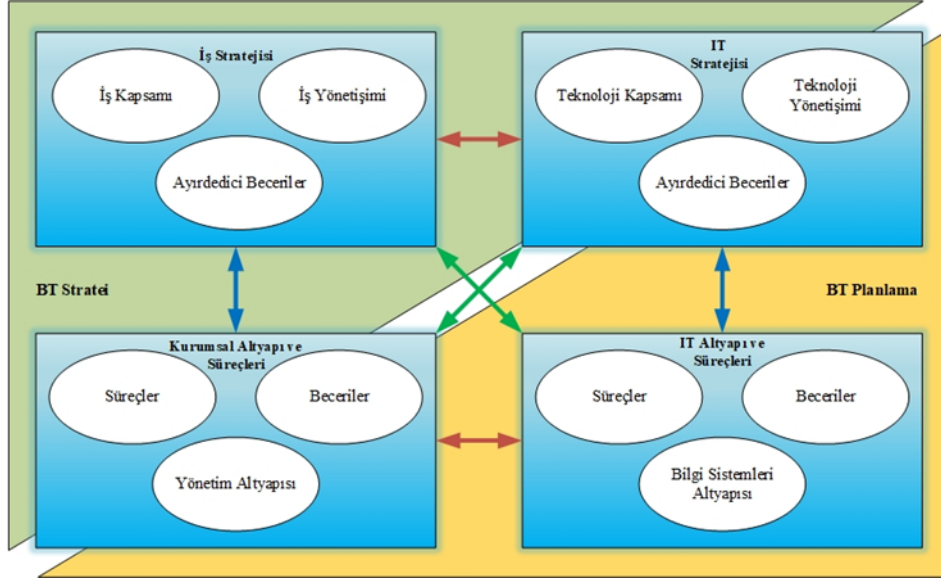 İş Stratejisi
İş Kapsamı
İş Yönetişimi
Ayırdedici Beceriler
IT
Stratejisi
Teknoloji Kapsamı
Teknoloji
Yönetişimi
Ayırdedici Beceriler
BT Stratei
BT Planlama
Kurumsal Altyapı ve
Süreçleri
Süreçler
Beceriler
Yönetim Altyapısı
IT Altyapı ve
Süreçleri
Süreçler
Beceriler
Bilgi Sistemleri
Altyapısı